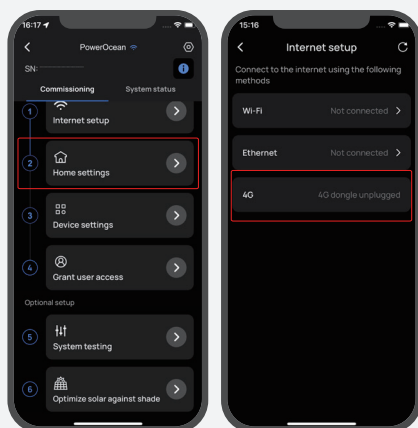 16:17
PowerOcean
SN:
Commissioning
System status
1
Internet setup
2
Home settings
3
Device settings
4
Grant user access
Optional setup
5
System testing
6
Optimize solar against shade
15:16
Internet setup
Connect to the internet using the following
methods
Wi-Fi
Not connected
Ethernet
Not connected
4G
4G dongle unplugged